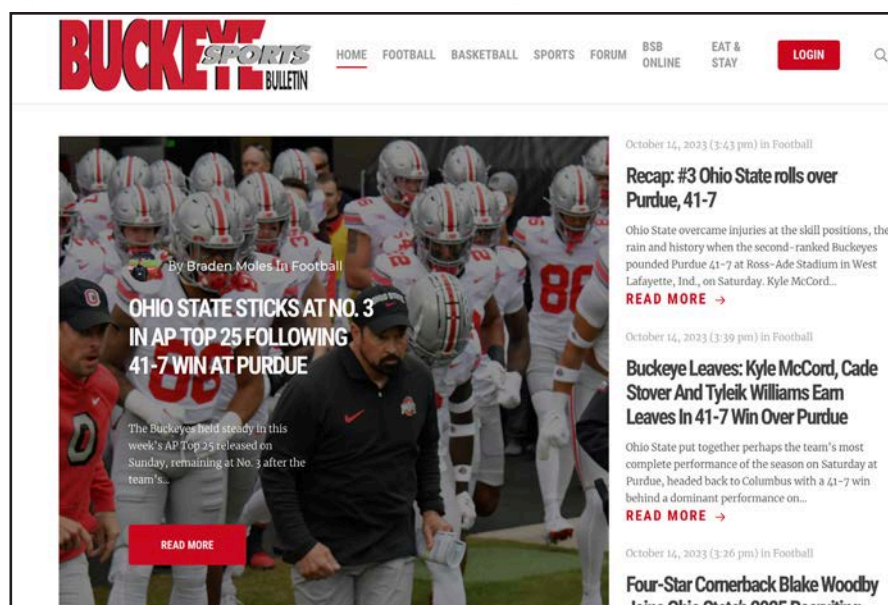 BUCKEYE
SPORTS
BULLETIN
HOME
FOOTBALL
BASKETBALL
SPORTS
FORUM
BSB
ONLINE
EAT &
STAY
LOGIN
By Braden Moles In Football
OHIO STATE STICKS AT NO. 3
IN AP TOP 25 FOLLOWING
41-7 WIN AT PURDUE
The Buckeyes held steady in this
week's AP Top 25 released on
Sunday, remaining at No. 3 after the
team's...
READ MORE
October 14, 2023 (3:43 pm) in Football
Recap: #3 Ohio State rolls over
Purdue, 41-7
Ohio State overcame injuries at the skill positions, the
rain and history when the second-ranked Buckeyes
pounded Purdue 41-7 at Ross-Ade Stadium in West
Lafayette, Ind., on Saturday. Kyle McCord...
READ MORE →
October 14, 2023 (3:39 pm) in Football
Buckeye Leaves: Kyle McCord, Cade
Stover And Tyleik Williams Earn
Leaves In 41-7 Win Over Purdue
Ohio State put together perhaps the team's most
complete performance of the season on Saturday at
Purdue, headed back to Columbus with a 41-7 win
behind a dominant performance on...
READ MORE →
October 14, 2023 (3:26 pm) in Football
Four-Star Cornerback Blake Woodby
Joins Ohio State's 2025 Recruiting